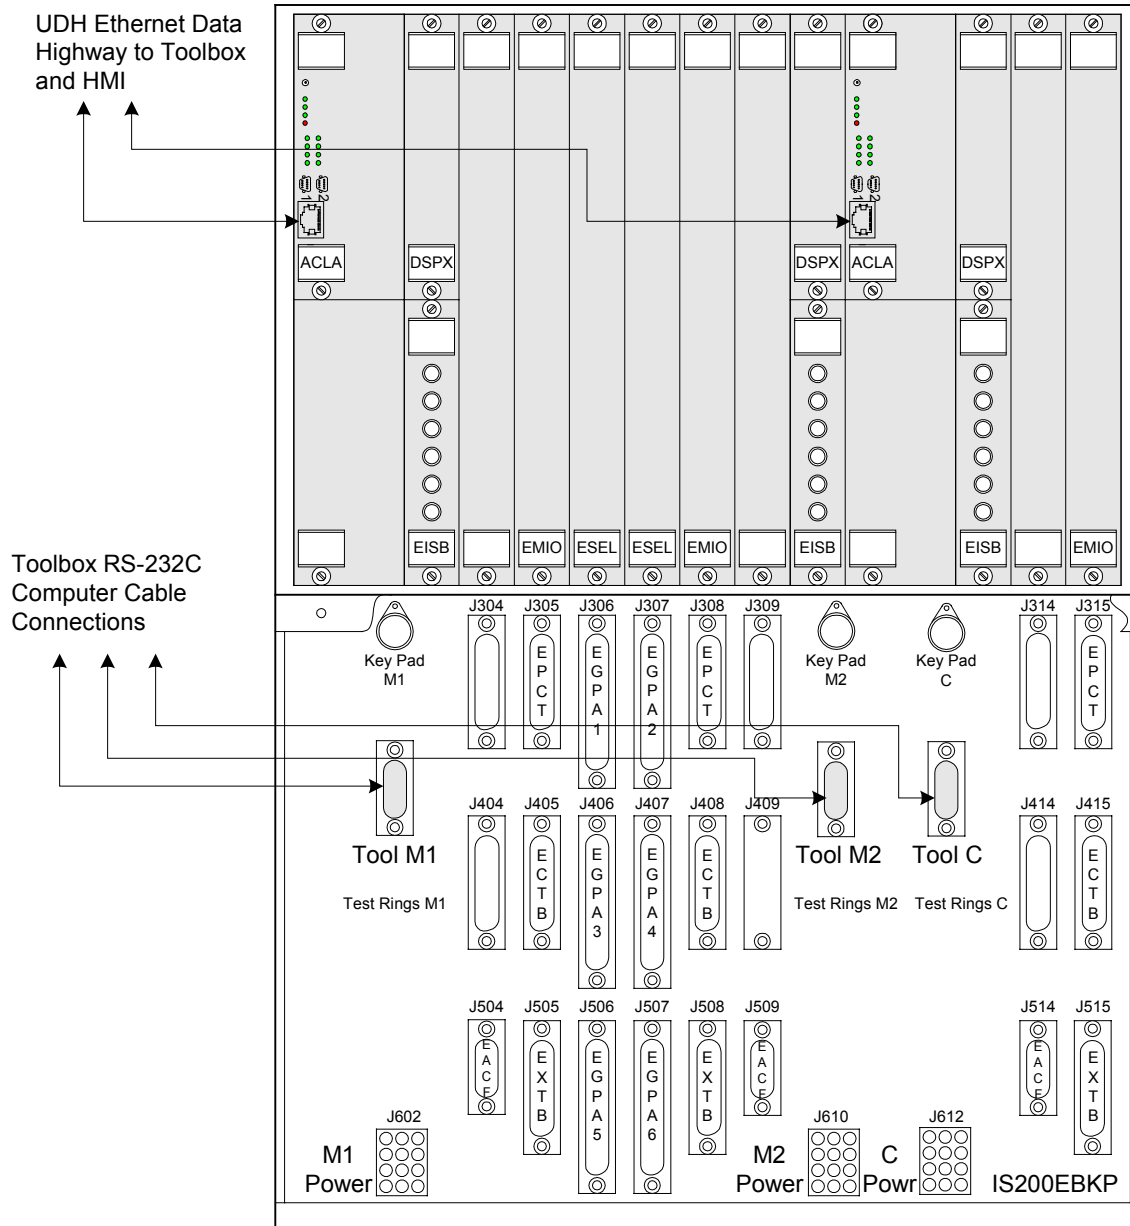 UDH Ethernet Data
Highway to Toolbox
and HMI
1 2
1 2
ACLA DSPX DSPX ACLA DSPX
EISB EMIO ESEL ESEL EMIO EISB EISB EMIO
Toolbox RS-232C
Computer Cable
Connections
J304 J305 J306 J307 J308 J309 J314 J315
Key Pad
M1
Key Pad
M2
Key Pad
C
EPCT
EGPA1
EGPA2
EPCT
EPCT
J404 J405 J406 J407 J408 J409 J414 J415
Tool M1
Tool M2
Tool C
Test Rings M1
Test Rings M2
Test Rings C
ECTB
EGPA3
EGPA4
ECTB
ECTB
J504 J505 J506 J507 J508 J509 J514 J515
EACF
EXTB
EGPA5
EGPA6
EXTB
EACF
EACF
EXTB
J602
J610
J612
M1
Power
M2
Power
C
Powr
IS200EBKP